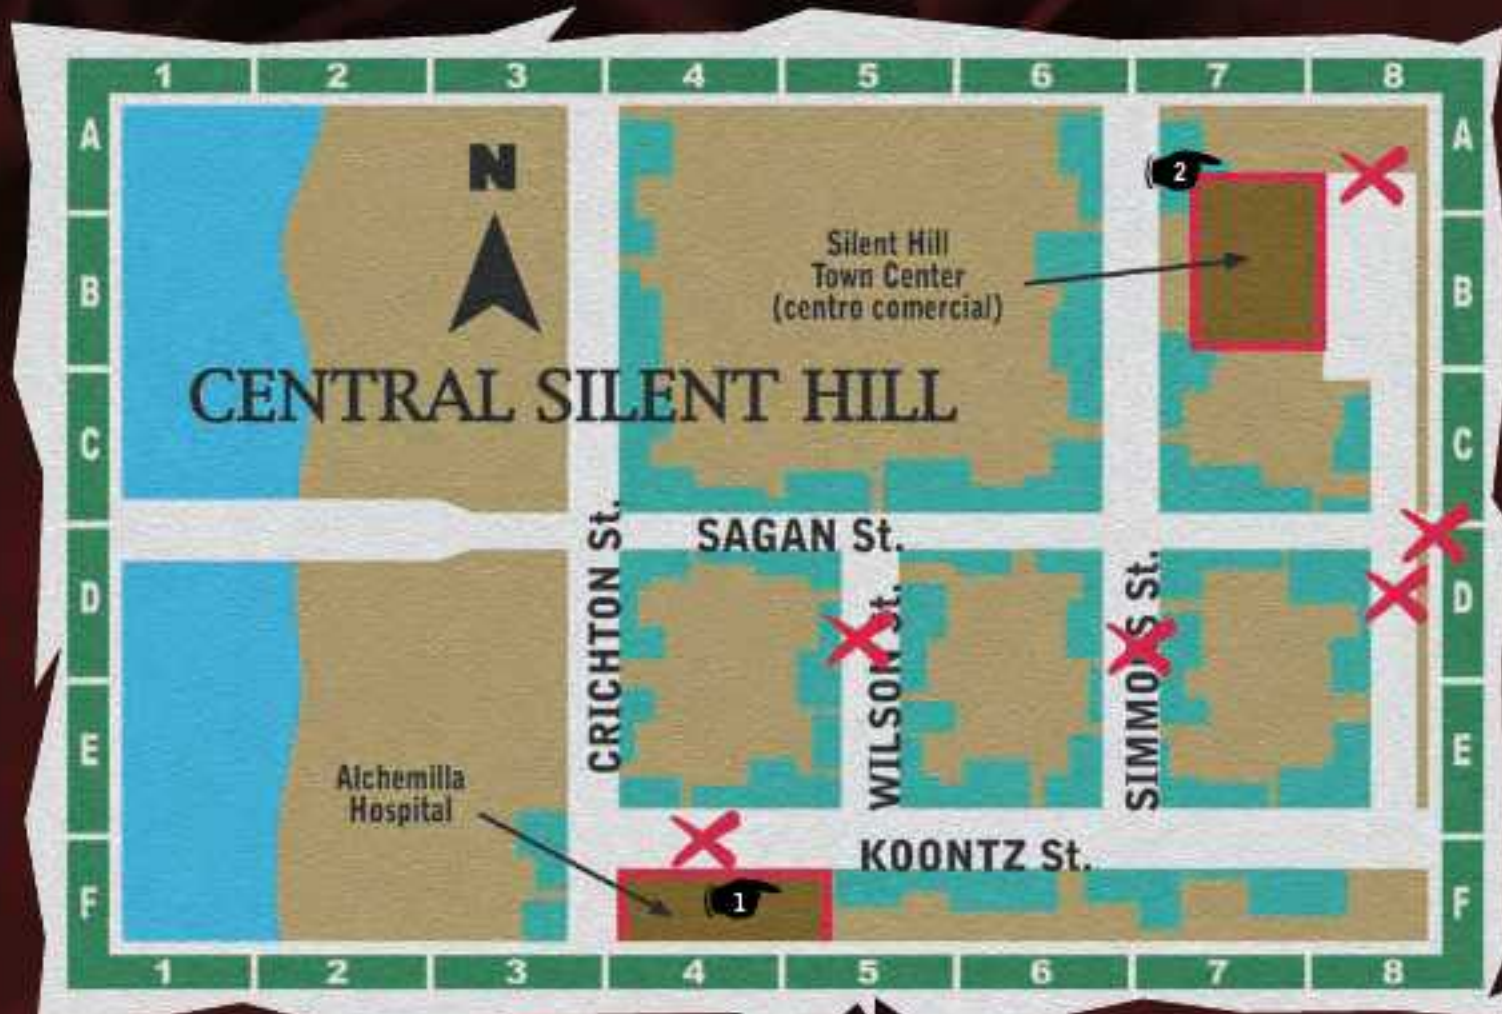 1 2 3 4 5 6 7 8
A A
N
2
B B
Silent Hill
Town Center
(centro comercial)
CENTRAL SILENT HILL
C C
SAGAN St.
CRICHTON St.
WILSON St.
SIMMONS St.
D D
E E
Alchemilla
Hospital
KOONTZ St.
F F
1
1 2 3 4 5 6 7 8